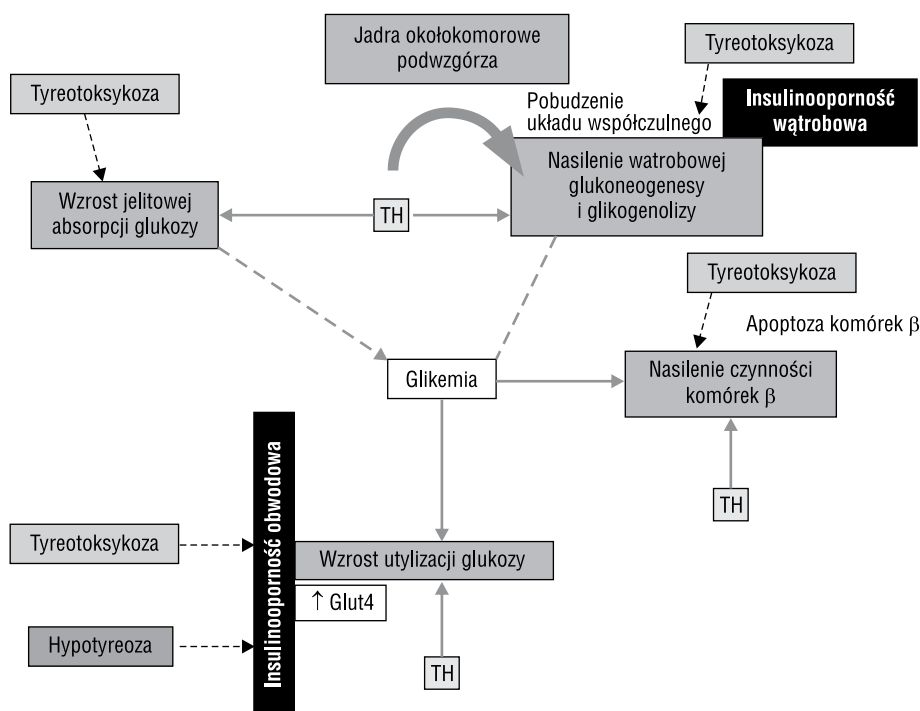 Jadra okołokomorowe
podwzgórza
Tyreotoksykoza
Tyreotoksykoza
Pobudzenie
układu współczulnego
Insulinooporność
wątrobowa
Nasilenie watrobowej
glukoneogenesy
i glikogenolizy
Wzrost jelitowej
absorpcji glukozy
TH
Tyreotoksykoza
Apoptoza komórek β
Glikemia
Nasilenie czynności
komórek β
TH
Insulinooporność obwodowa
Tyreotoksykoza
Wzrost utylizacji glukozy
↑ Glut4
Hypotyreoza
TH